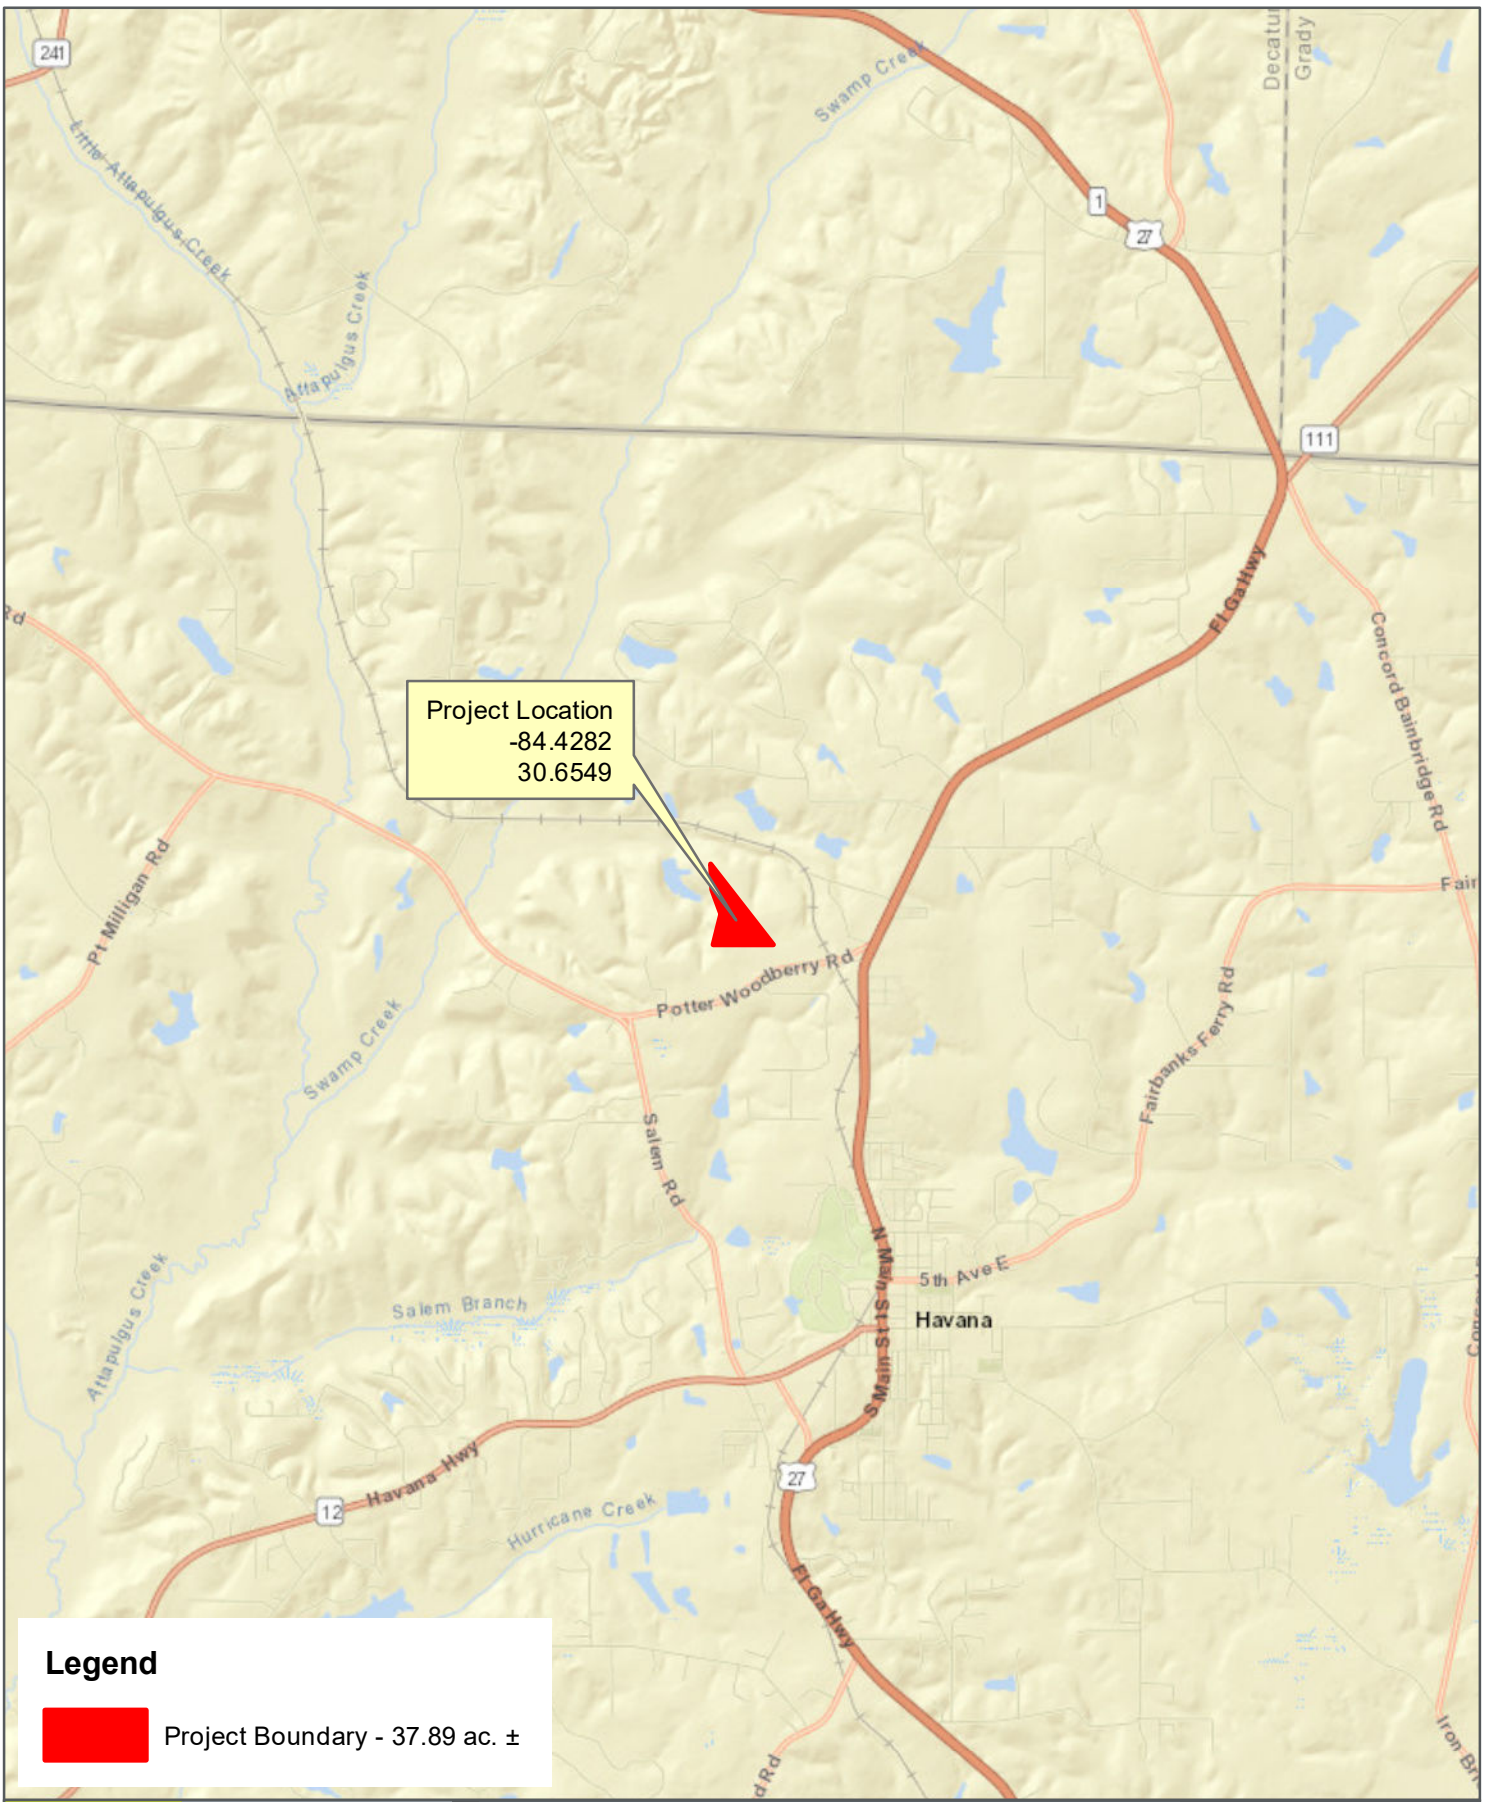 241
Swamp Creek
Decatur
Grady
Little Attapulgus Creek
1
27
Attapulgus Creek
111
Fl Ga Hwy
Rd
Concord Bainbridge Rd
Project Location
-84.4282
30.6549
Pt Milligan Rd
Fair
Potter Woodberry Rd
Swamp Creek
Fairbanks Ferry Rd
Salem Rd
N Main St
5th Ave E
Salem Branch
Havana
Attapulgus Creek
S Main St
27
Havana Hwy
12
Hurricane Creek
Fl Ga Hwy
Legend
Project Boundary - 37.89 ac. ±
d Rd
Iron Bri